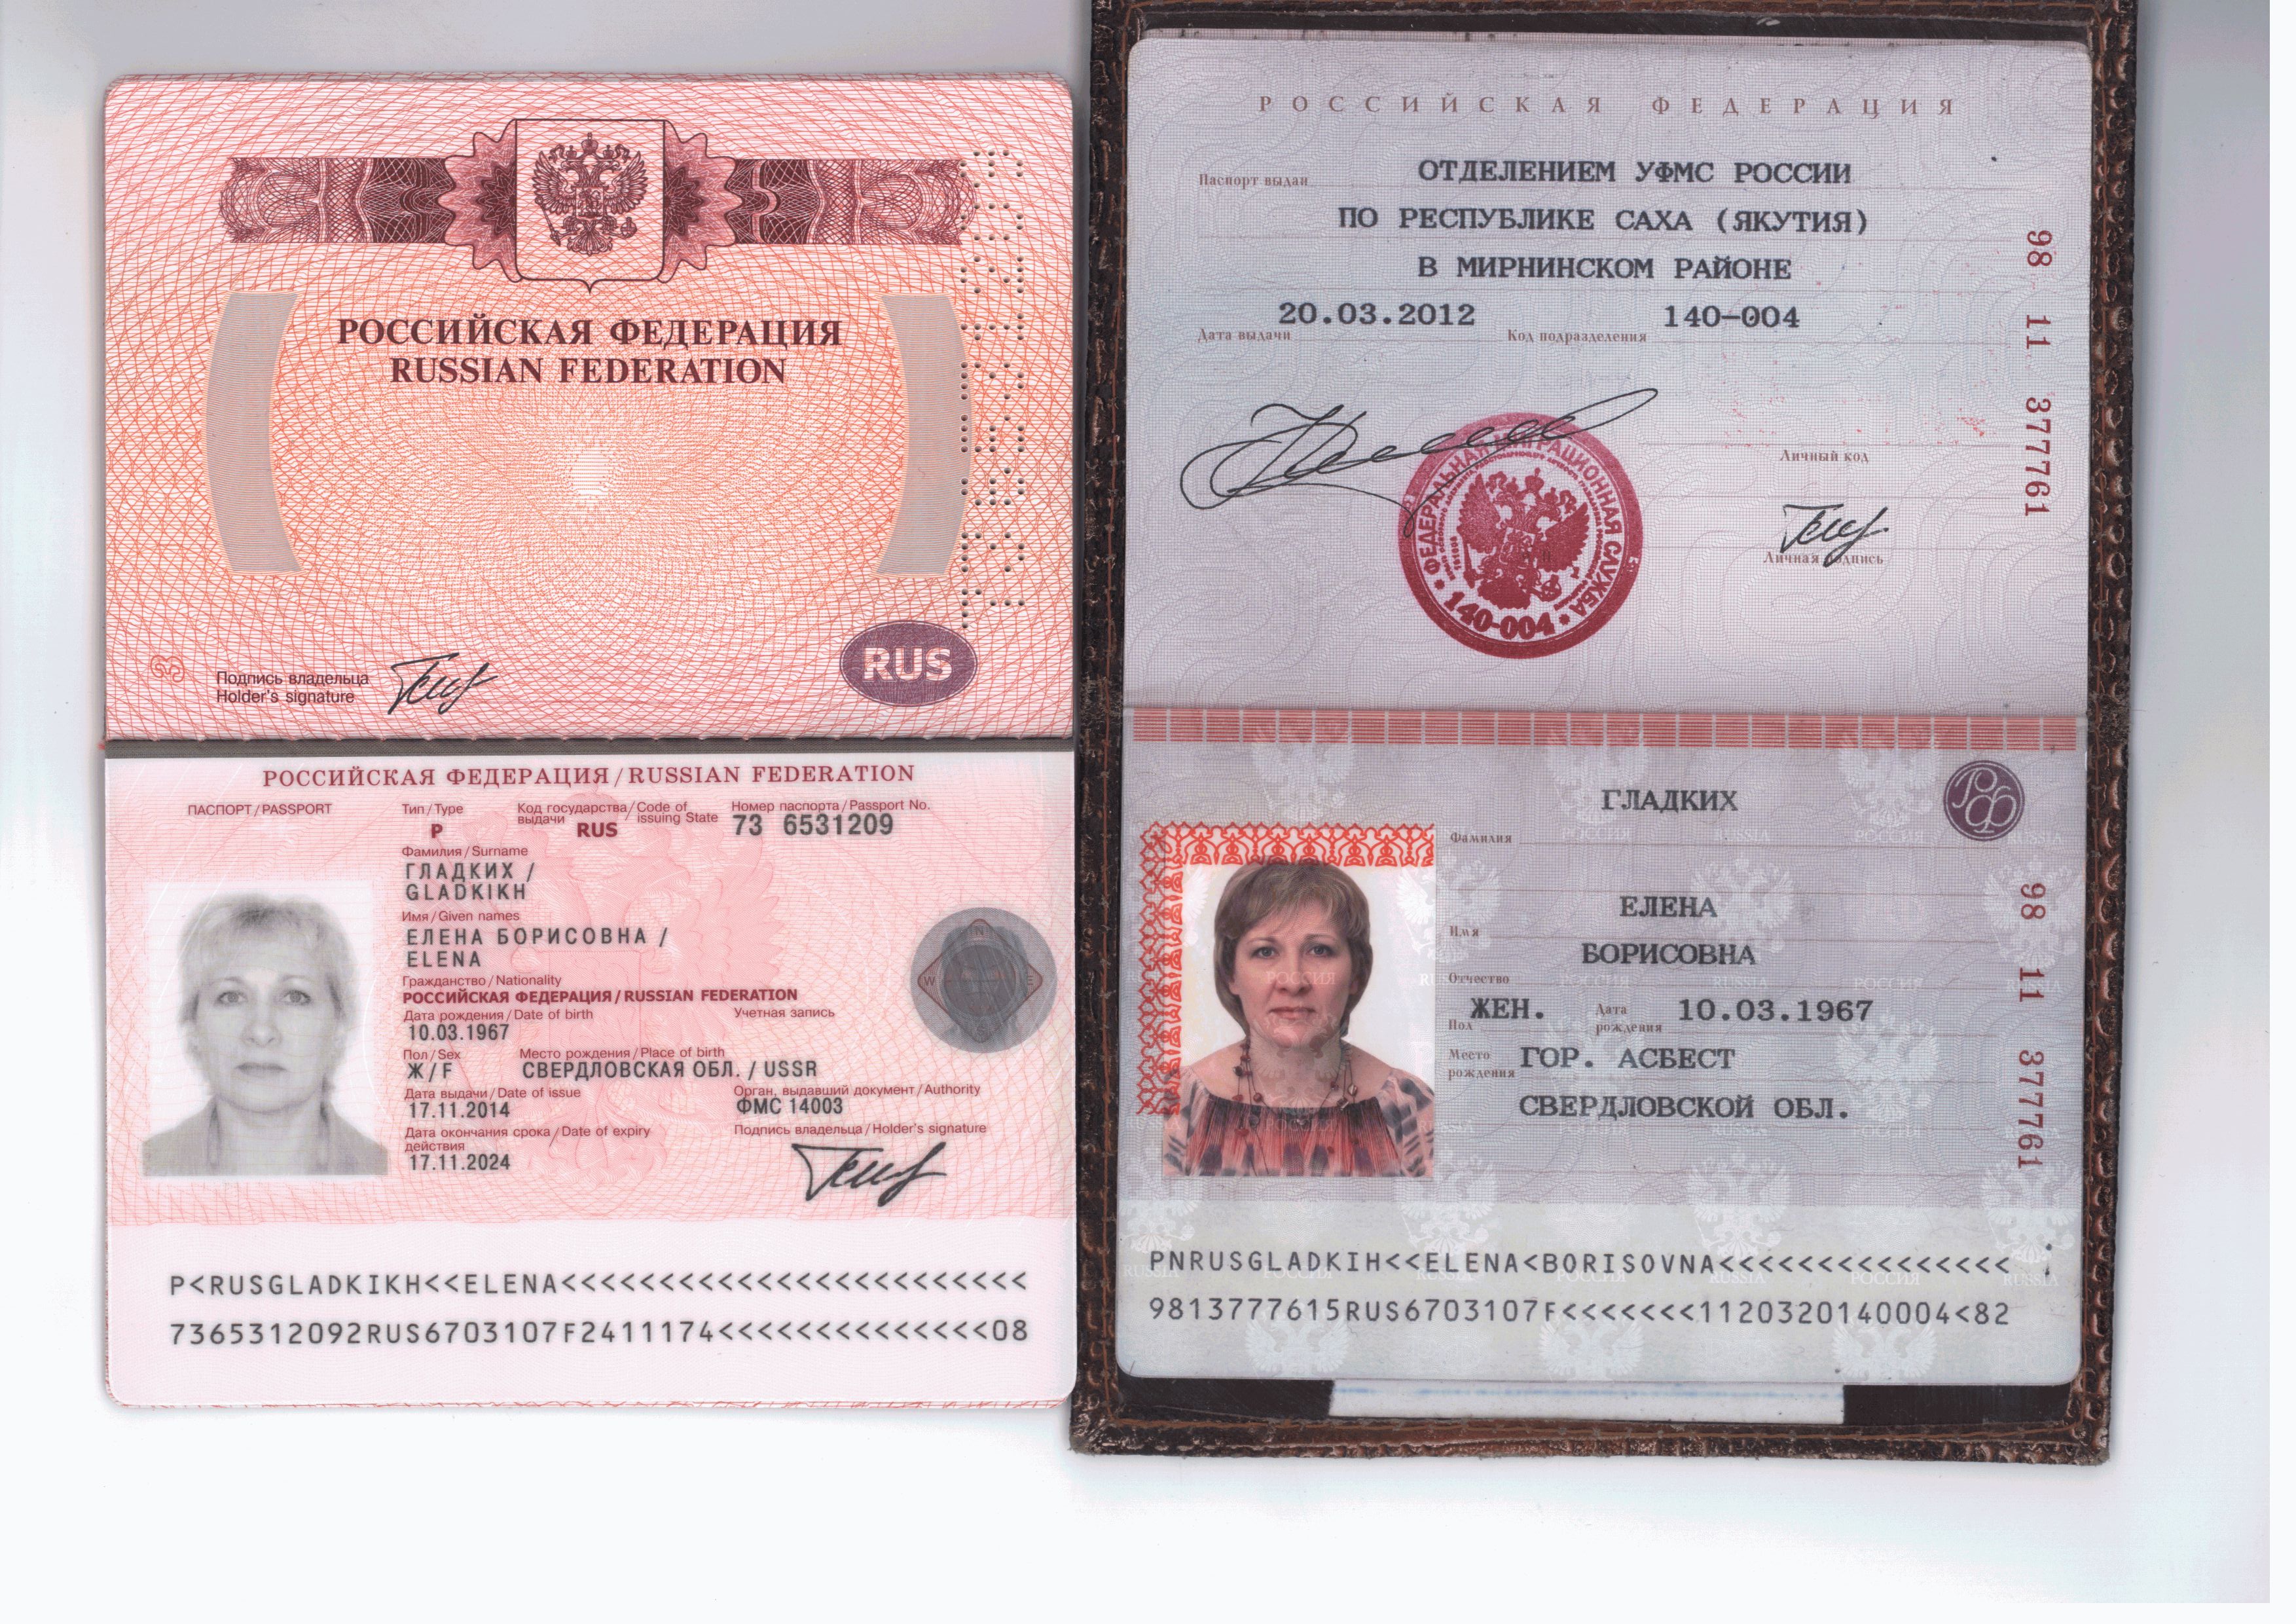 РОССИЙСКАЯ ФЕДЕРАЦИЯ
RUSSIAN FEDERATION
Подпись владельца
Holder's signature
RUS
РОССИЙСКАЯ ФЕДЕРАЦИЯ / RUSSIAN FEDERATION
ПАСПОРТ / PASSPORT
Тип / Type
P
Код государства / Code of
выдачи issuing State
RUS
Номер паспорта / Passport No.
73 6531209
Фамилия / Surname
ГЛАДКИХ /
GLADKIKH
Имя / Given names
ЕЛЕНА БОРИСОВНА /
ELENA
Гражданство / Nationality
РОССИЙСКАЯ ФЕДЕРАЦИЯ / RUSSIAN FEDERATION
Дата рождения / Date of birth
Учетная запись
10.03.1967
Пол / Sex
Место рождения / Place of birth
Ж / F
СВЕРДЛОВСКАЯ ОБЛ. / USSR
Дата выдачи / Date of issue
Орган, выдавший документ / Authority
17.11.2014
ФМС 14003
Дата окончания срока / Date of expiry
действия
Подпись владельца / Holder's signature
17.11.2024
P<RUSGLADKIKH<<ELENA<<<<<<<<<<<<<<<<<<<<<<<<
7365312092RUS6703107F2411174<<<<<<<<<<<<<<08
РОССИЙСКАЯ ФЕДЕРАЦИЯ
Паспорт выдан
ОТДЕЛЕНИЕМ УФМС РОССИИ
ПО РЕСПУБЛИКЕ САХА (ЯКУТИЯ)
В МИРНИНСКОМ РАЙОНЕ
20.03.2012
140-004
Дата выдачи
Код подразделения
98 11 377761
Личный код
Личная подпись
ФЕДЕРАЛЬНАЯ МИГРАЦИОННАЯ СЛУЖБА
140-004
ГЛАДКИХ
Фамилия
ЕЛЕНА
Имя
БОРИСОВНА
Отчество
ЖЕН.
Пол
Дата
рождения
10.03.1967
Место
рождения
ГОР. АСБЕСТ
СВЕРДЛОВСКОЙ ОБЛ.
98 11 377761
PNRUSGLADKIH<<ELENA<BORISOVNA<<<<<<<<<<<<<<<
9813777615RUS6703107F<<<<<<<1120320140004<82